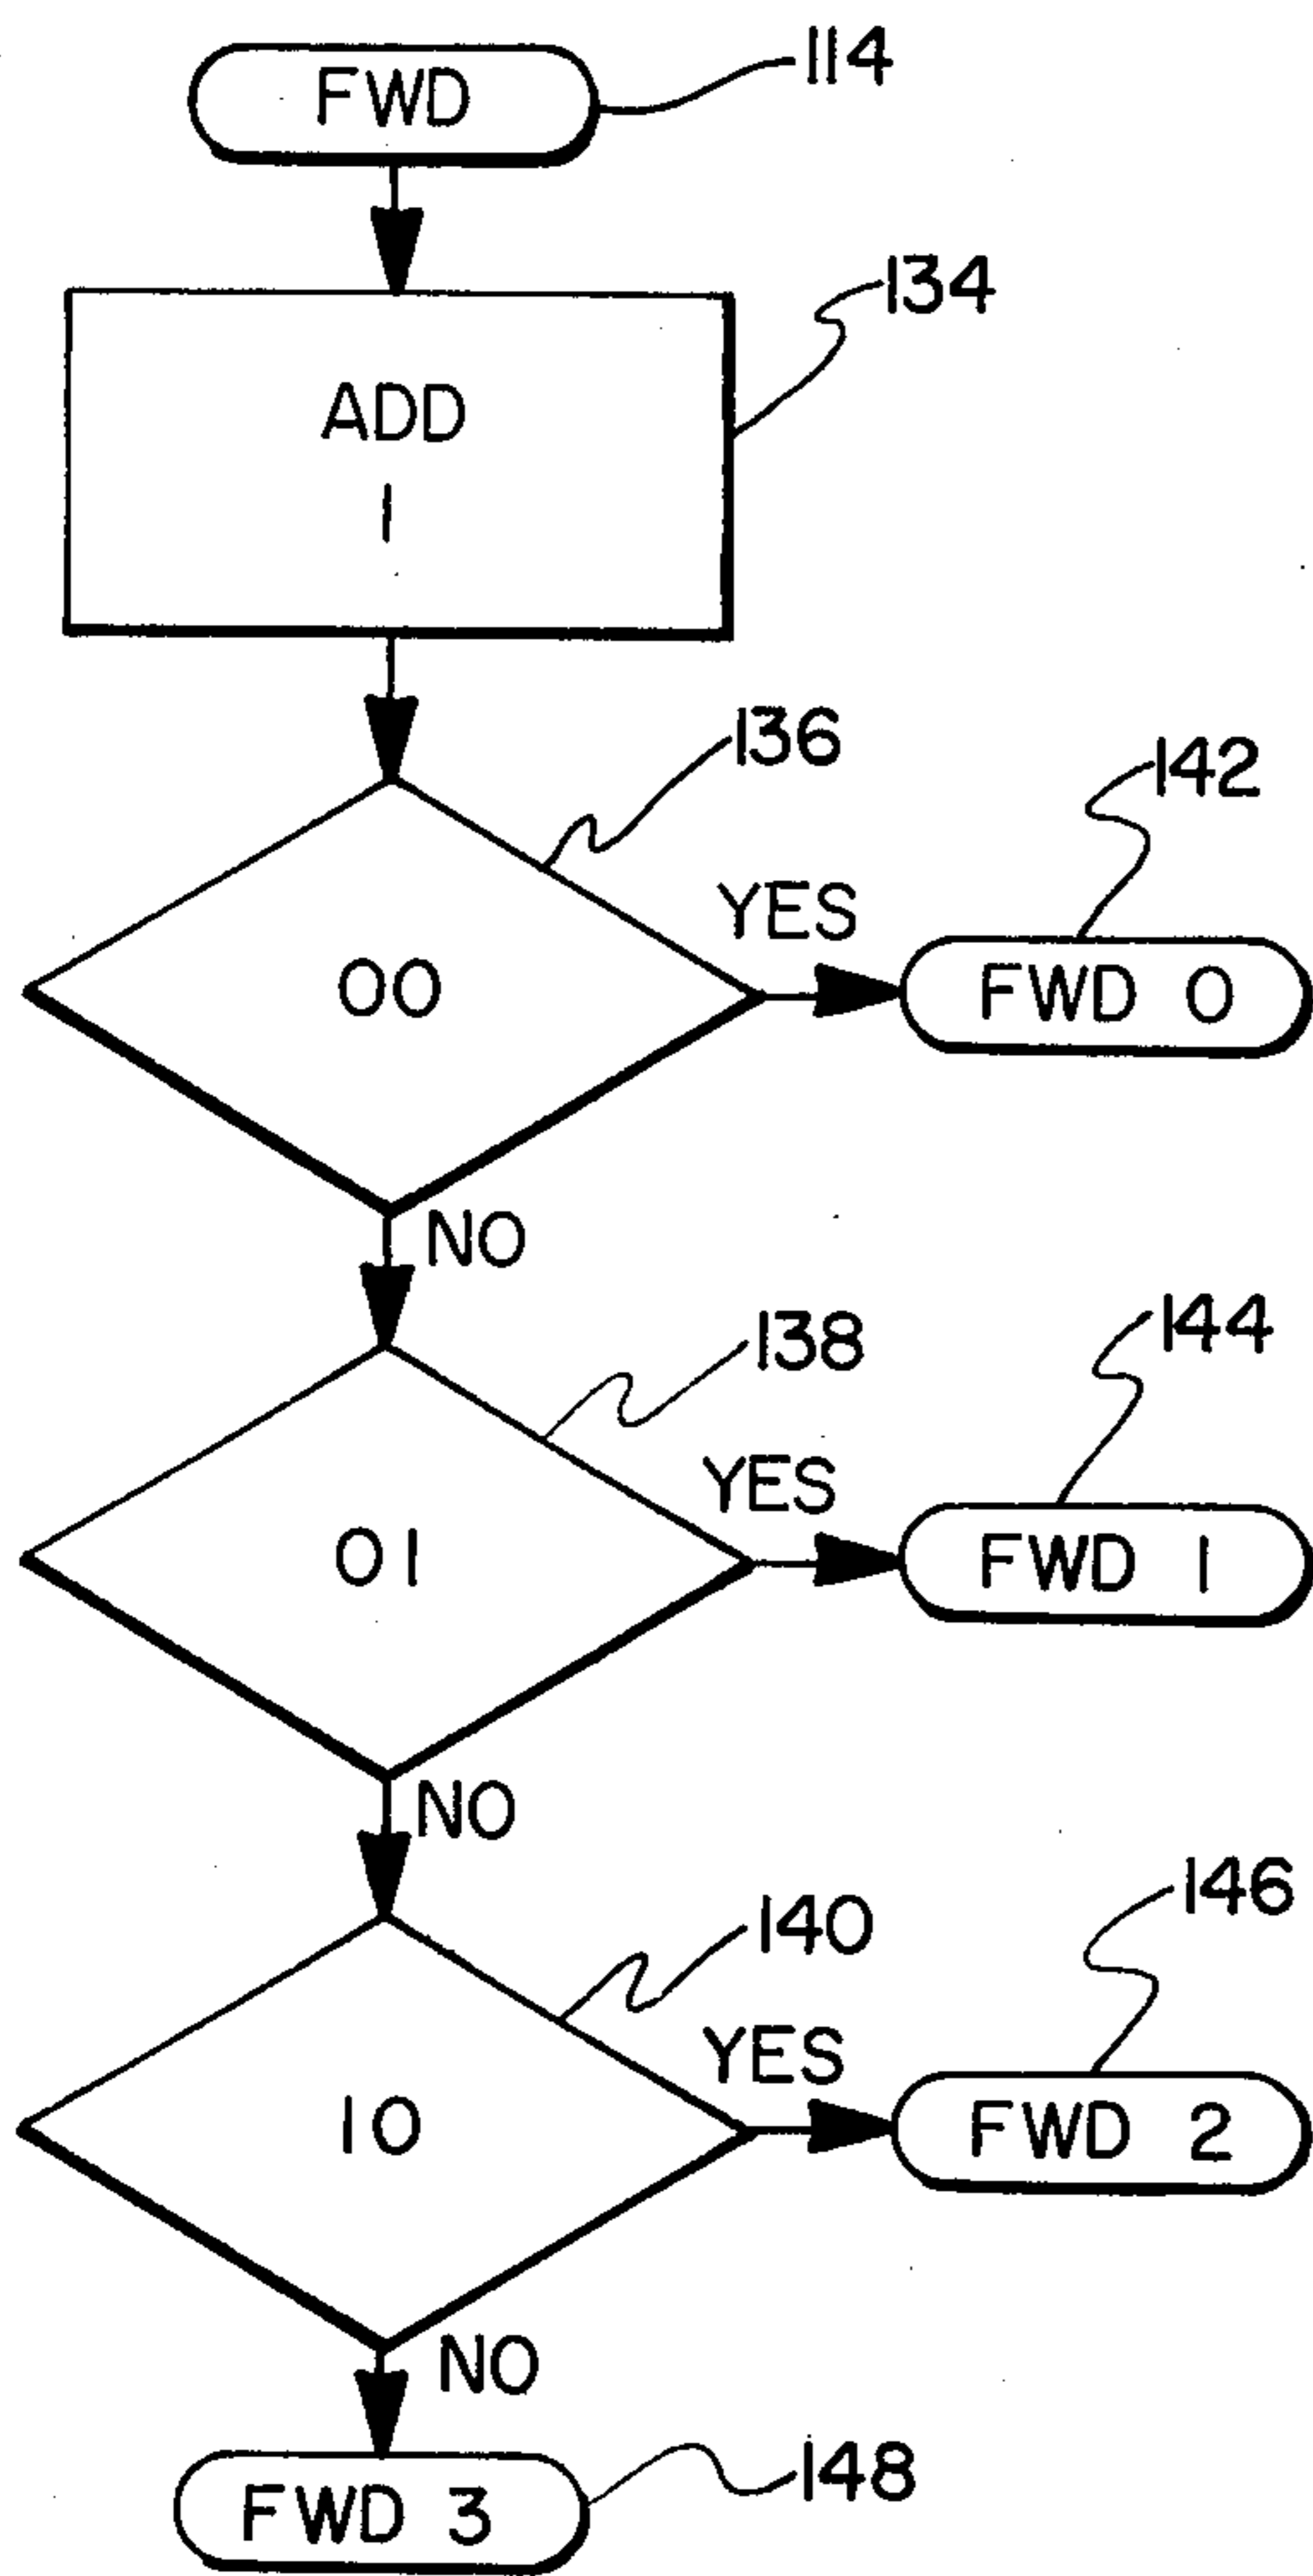 FWD
114
134
ADD
1
136
142
YES
00
FWD 0
NO
138
144
YES
01
FWD 1
NO
140
146
YES
10
FWD 2
NO
148
FWD 3